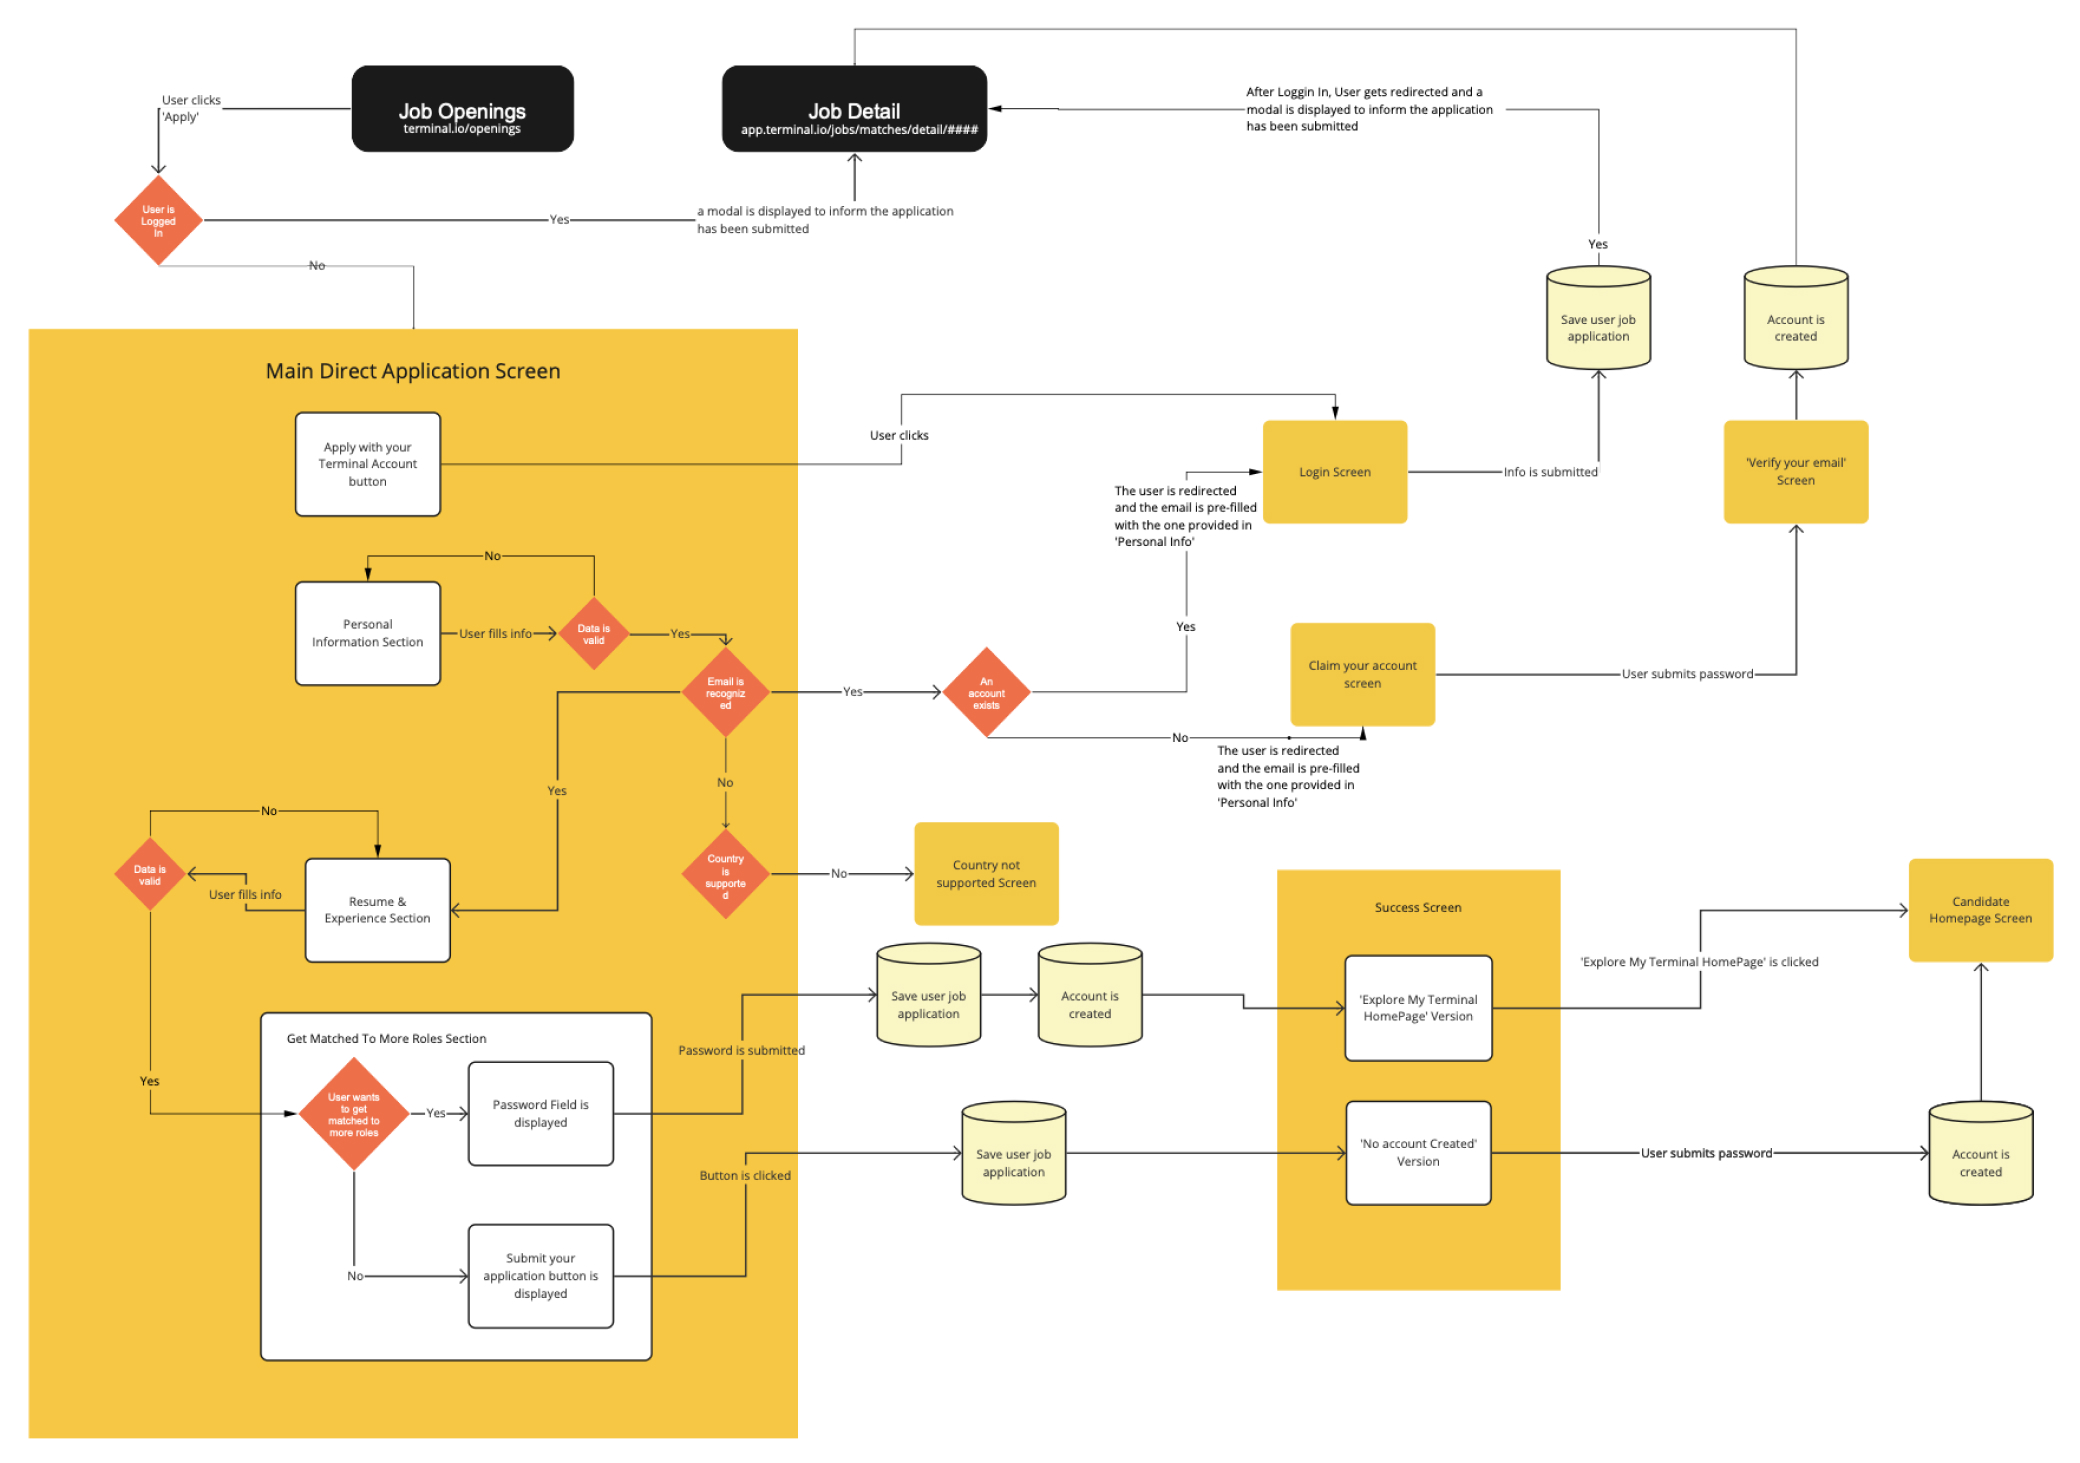 User clicks
'Apply'
Job Openings
terminal.io/openings
Job Detail
app.terminal.io/jobs/matches/detail/####
After Loggin In, User gets redirected and a
modal is displayed to inform the application
has been submitted
User is
Logged
In
Yes
a modal is displayed to inform the application
has been submitted
No
Yes
Save user job
application
Account is
created
Main Direct Application Screen
Apply with your
Terminal Account
button
User clicks
Login Screen
Info is submitted
'Verify your email'
Screen
The user is redirected
and the email is pre-filled
with the one provided in
'Personal Info'
No
Personal
Information Section
User fills info
Data is
valid
Yes
Email is
recogniz
ed
Yes
An
account
exists
Yes
Claim your account
screen
User submits password
No
The user is redirected
and the email is pre-filled
with the one provided in
'Personal Info'
Yes
No
No
Data is
valid
User fills info
Resume &
Experience Section
Country
is
supporte
d
No
Country not
supported Screen
Success Screen
Candidate
Homepage Screen
Save user job
application
Account is
created
'Explore My Terminal
HomePage' Version
'Explore My Terminal HomePage' is clicked
Get Matched To More Roles Section
Password is submitted
Yes
User wants
to get
matched to
more roles
Yes
Password Field is
displayed
Button is clicked
Save user job
application
'No account Created'
Version
User submits password
Account is
created
No
Submit your
application button is
displayed